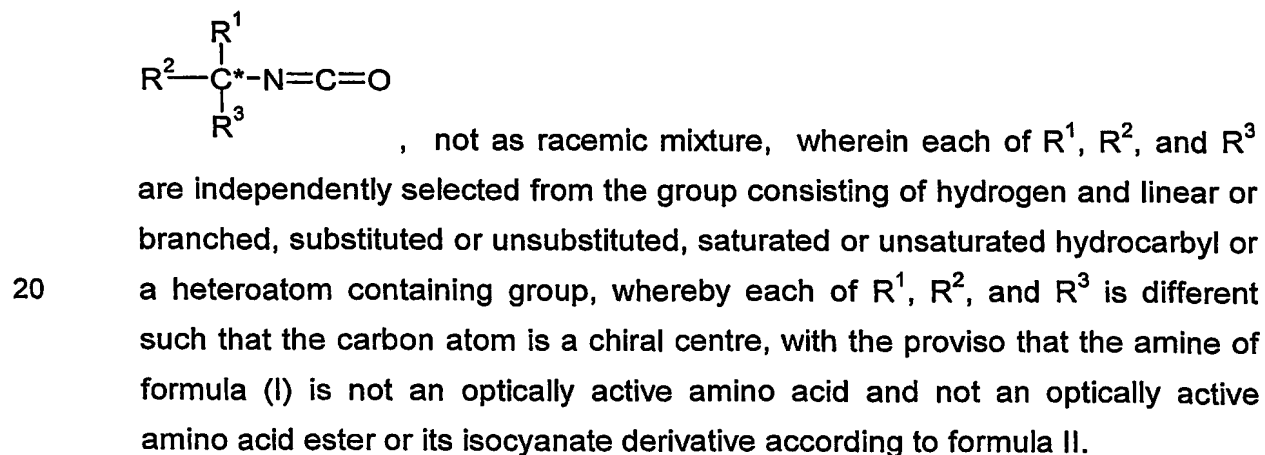 R¹
R²—C*-N=C=O
R³
, not as racemic mixture, wherein each of R¹, R², and R³
are independently selected from the group consisting of hydrogen and linear or
branched, substituted or unsubstituted, saturated or unsaturated hydrocarbyl or
20 a heteroatom containing group, whereby each of R¹, R², and R³ is different
such that the carbon atom is a chiral centre, with the proviso that the amine of
formula (I) is not an optically active amino acid and not an optically active
amino acid ester or its isocyanate derivative according to formula II.